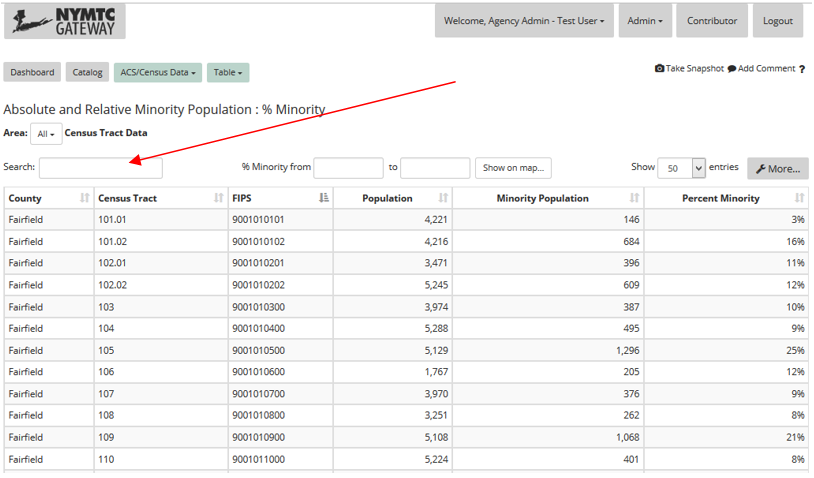 NYMTC
GATEWAY
Welcome, Agency Admin - Test User
Admin
Contributor
Logout
Dashboard
Catalog
ACS/Census Data
Table
Take Snapshot Add Comment ?
Absolute and Relative Minority Population : % Minority
Area: All Census Tract Data
Search: % Minority from to Show on map... Show 50 entries More...
County Census Tract FIPS Population Minority Population Percent Minority
Fairfield 101.01 9001010101 4,221 146 3%
Fairfield 101.02 9001010102 4,216 684 16%
Fairfield 102.01 9001010201 3,471 396 11%
Fairfield 102.02 9001010202 5,245 609 12%
Fairfield 103 9001010300 3,974 387 10%
Fairfield 104 9001010400 5,288 495 9%
Fairfield 105 9001010500 5,129 1,296 25%
Fairfield 106 9001010600 1,767 205 12%
Fairfield 107 9001010700 3,970 376 9%
Fairfield 108 9001010800 3,251 262 8%
Fairfield 109 9001010900 5,108 1,068 21%
Fairfield 110 9001011000 5,224 401 8%